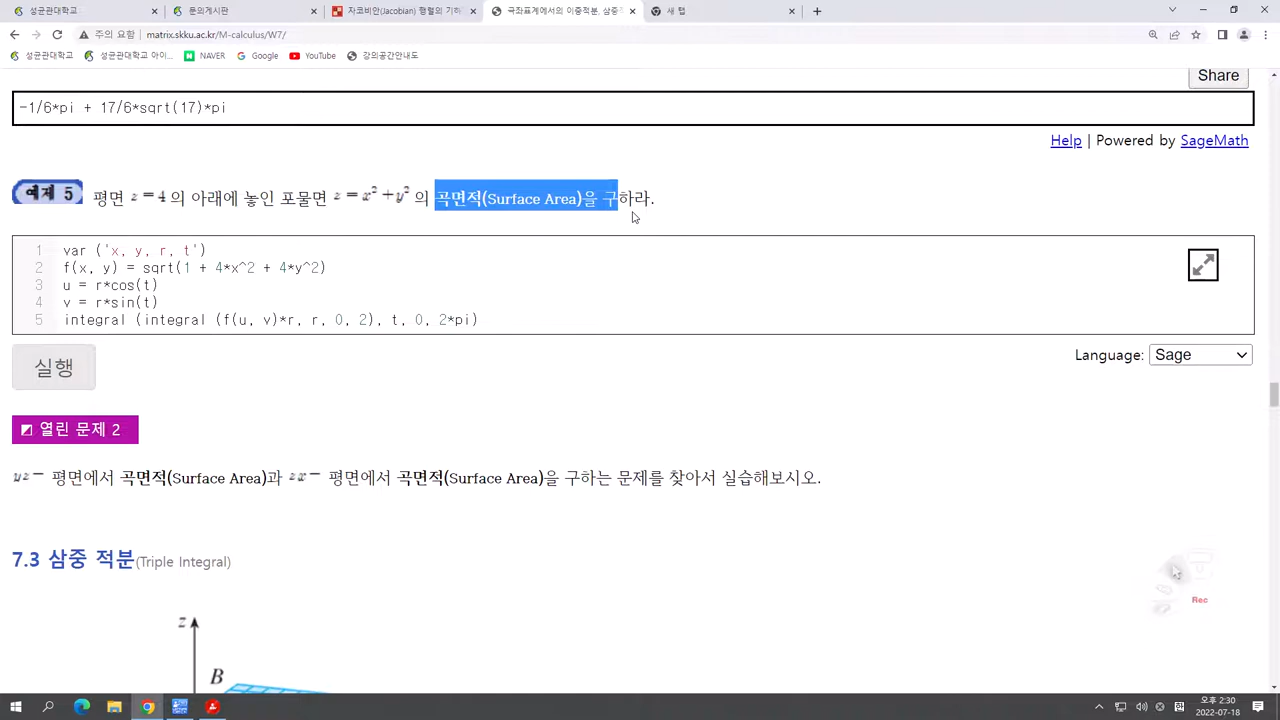 성균관대학교
문의게시판
자코비안(Jacobian) 행렬의 기하
극좌표계에서의 이중적분, 삼중
새 탭
주의 요함
matrix.skku.ac.kr/M-calculus/W7/
성균관대학교
성균관대학교 아이...
NAVER
Google
YouTube
강의공간안내도
Share
-1/6*pi + 17/6*sqrt(17)*pi
Help | Powered by SageMath
예제 5 평면 z=4 의 아래에 놓인 포물면 z=x²+y² 의 곡면적(Surface Area)을 구하라.
1 var ('x, y, r, t')
2 f(x, y) = sqrt(1 + 4*x^2 + 4*y^2)
3 u = r*cos(t)
4 v = r*sin(t)
5 integral (integral (f(u, v)*r, r, 0, 2), t, 0, 2*pi)
실행
Language: Sage
열린 문제 2
yz- 평면에서 곡면적(Surface Area)과 zx- 평면에서 곡면적(Surface Area)을 구하는 문제를 찾아서 실습해보시오.
7.3 삼중 적분(Triple Integral)
Rec
z
B
오후 2:30
2022-07-18